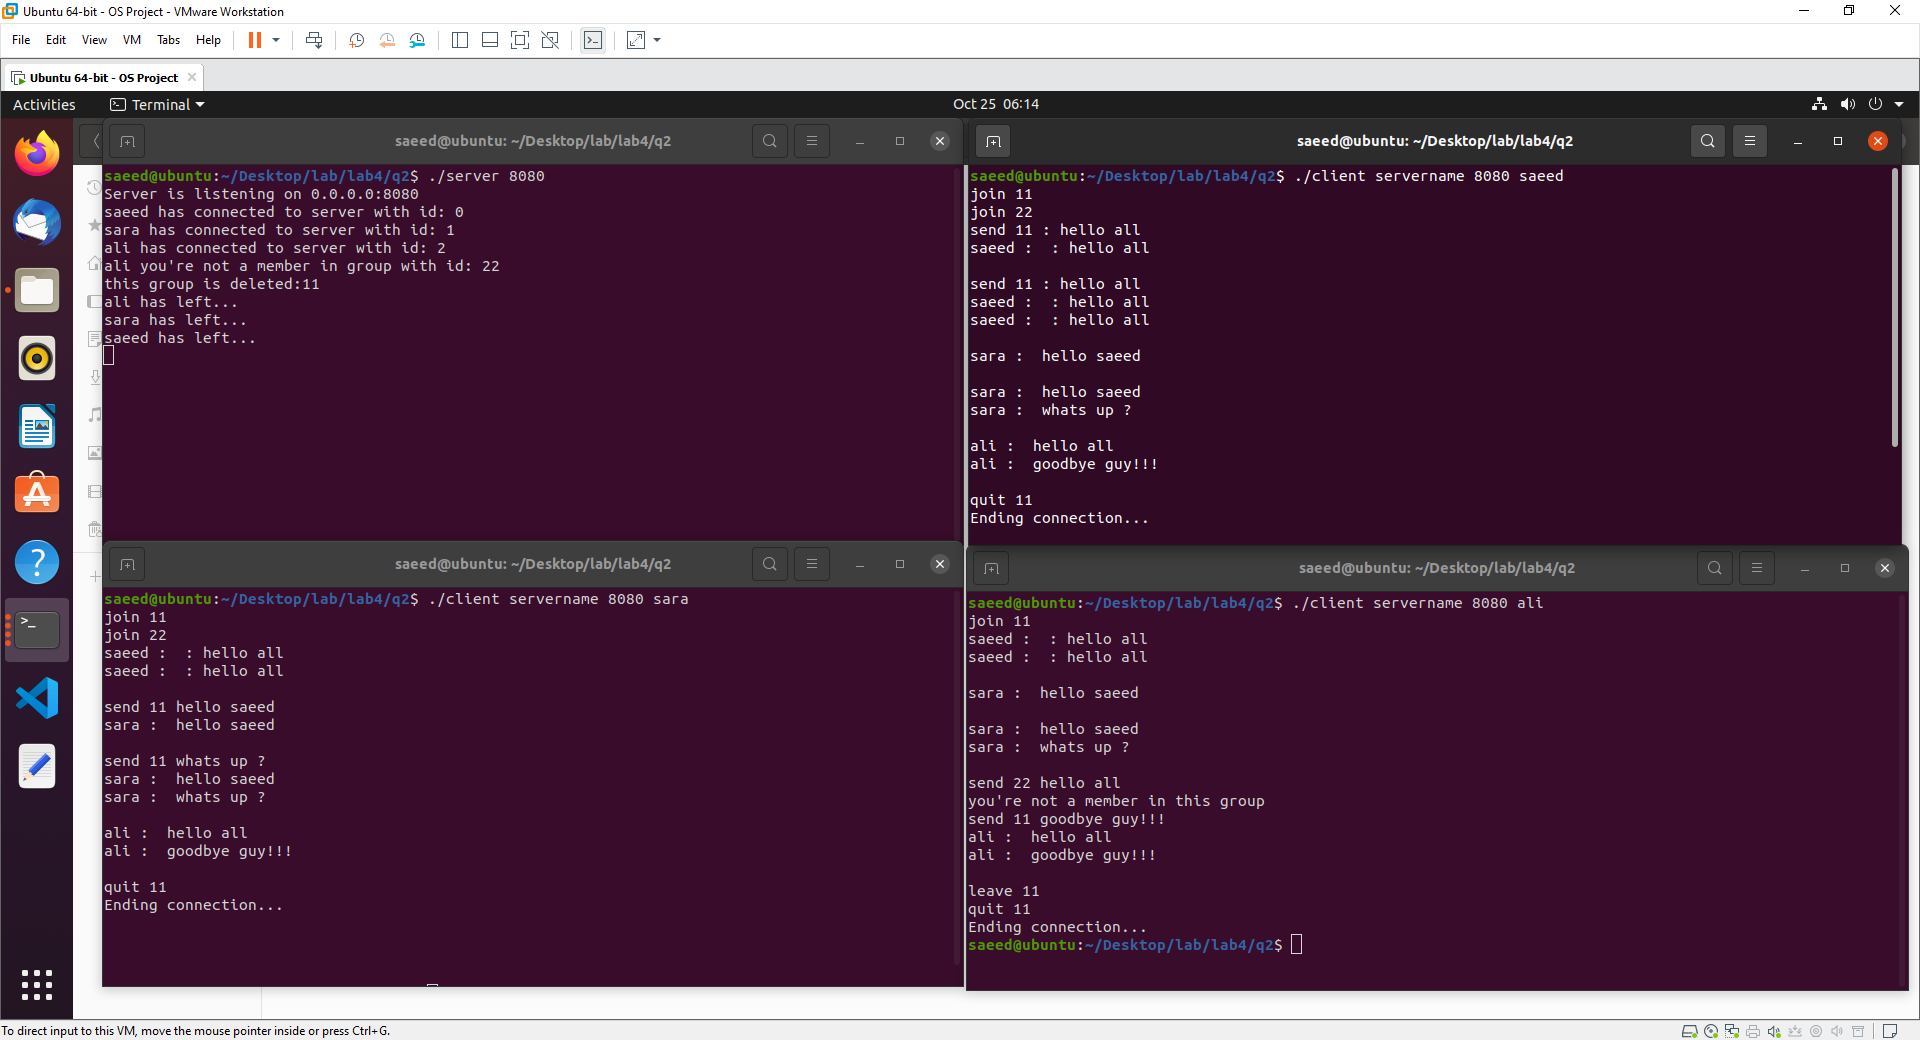 Ubuntu 64-bit - OS Project - VMware Workstation
File Edit View VM Tabs Help
Ubuntu 64-bit - OS Project
Activities Terminal Oct 25 06:14
saeed@ubuntu: ~/Desktop/lab/lab4/q2
saeed@ubuntu:~/Desktop/lab/lab4/q2$ ./server 8080
Server is listening on 0.0.0.0:8080
saeed has connected to server with id: 0
sara has connected to server with id: 1
ali has connected to server with id: 2
ali you're not a member in group with id: 22
this group is deleted:11
ali has left...
sara has left...
saeed has left...
saeed@ubuntu: ~/Desktop/lab/lab4/q2
saeed@ubuntu:~/Desktop/lab/lab4/q2$ ./client servername 8080 saeed
join 11
join 22
send 11 : hello all
saeed :  : hello all
send 11 : hello all
saeed :  : hello all
saeed :  : hello all
sara :  hello saeed
sara :  hello saeed
sara :  whats up ?
ali :  hello all
ali :  goodbye guy!!!
quit 11
Ending connection...
saeed@ubuntu: ~/Desktop/lab/lab4/q2
saeed@ubuntu:~/Desktop/lab/lab4/q2$ ./client servername 8080 sara
join 11
join 22
saeed :  : hello all
saeed :  : hello all
send 11 hello saeed
sara :  hello saeed
send 11 whats up ?
sara :  hello saeed
sara :  whats up ?
ali :  hello all
ali :  goodbye guy!!!
quit 11
Ending connection...
saeed@ubuntu: ~/Desktop/lab/lab4/q2
saeed@ubuntu:~/Desktop/lab/lab4/q2$ ./client servername 8080 ali
join 11
saeed :  : hello all
saeed :  : hello all
sara :  hello saeed
sara :  hello saeed
sara :  whats up ?
send 22 hello all
you're not a member in this group
send 11 goodbye guy!!!
ali :  hello all
ali :  goodbye guy!!!
leave 11
quit 11
Ending connection...
saeed@ubuntu:~/Desktop/lab/lab4/q2$
To direct input to this VM, move the mouse pointer inside or press Ctrl+G.